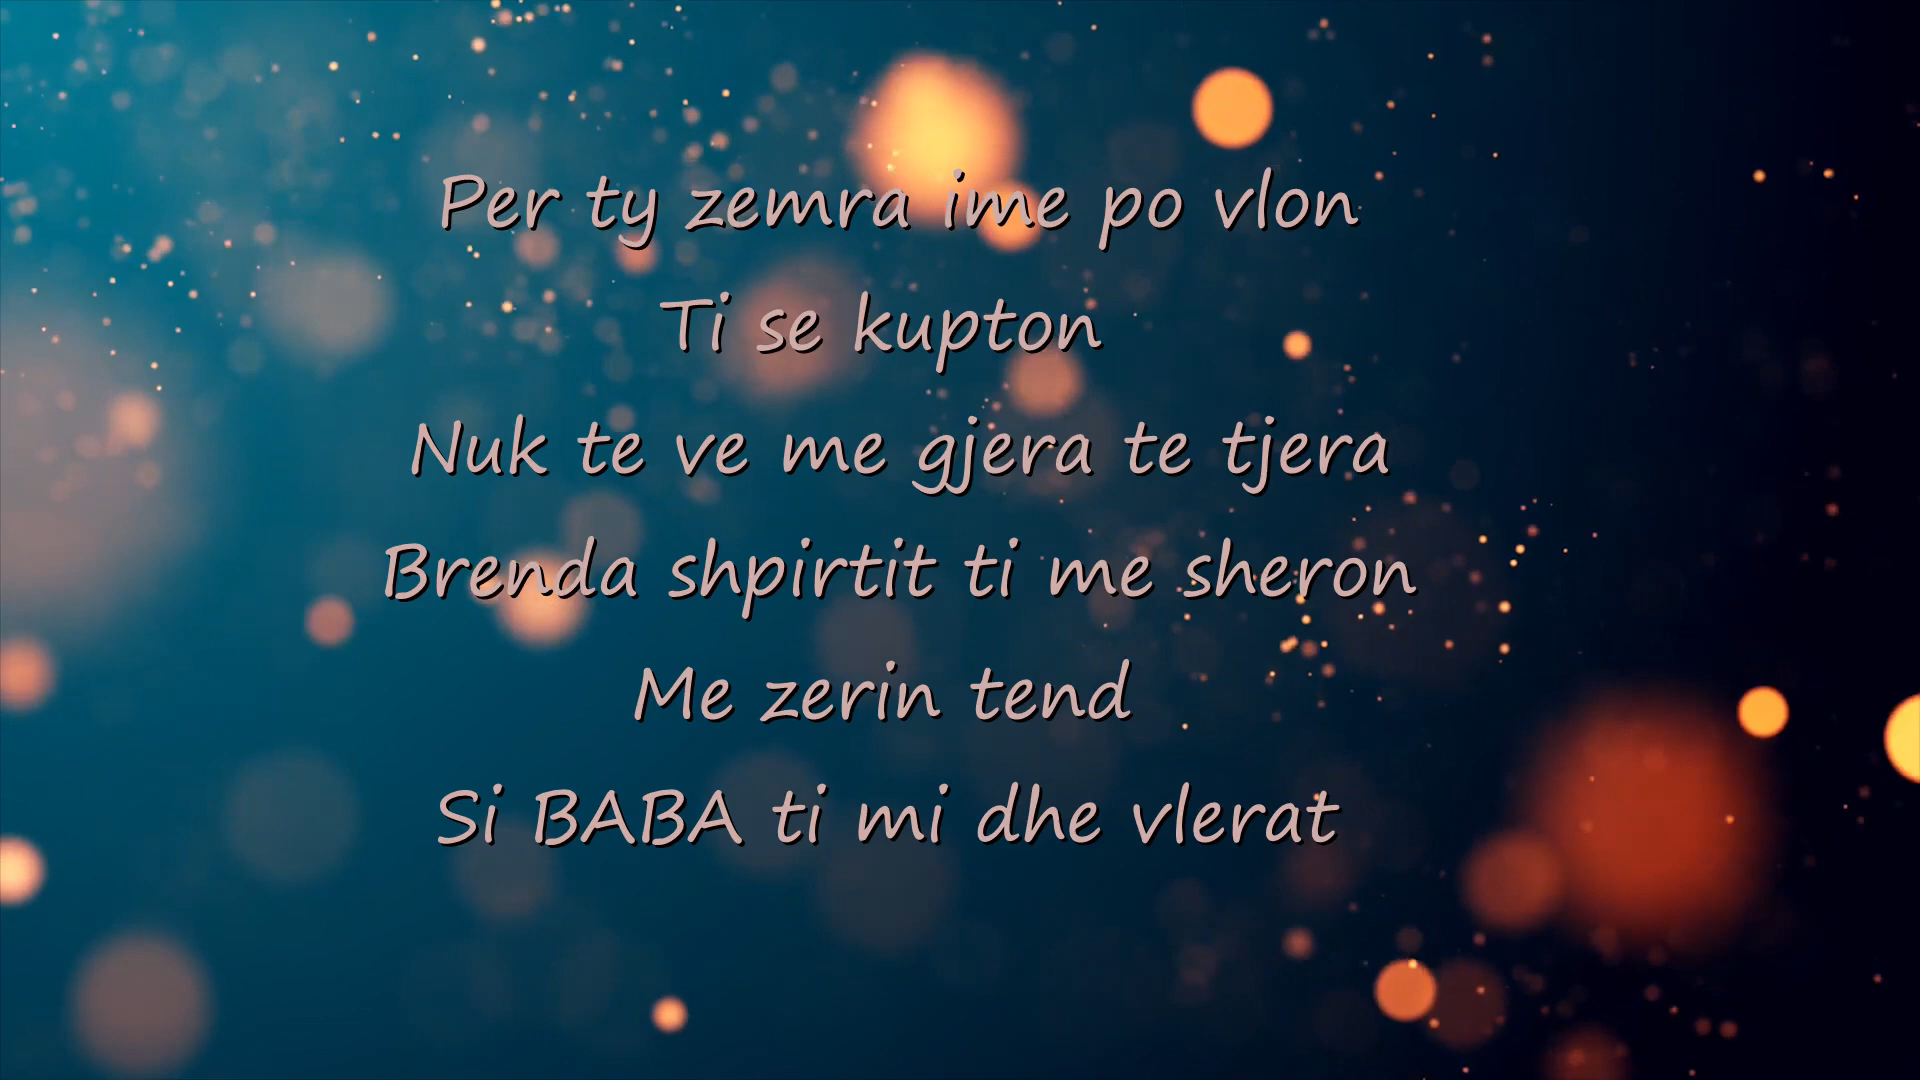 Per ty zemra ime po vlon
Ti se kupton
Nuk te ve me gjera te tjera
Brenda shpirtit ti me sheron
Me zerin tend
Si BABA ti mi dhe vlerat